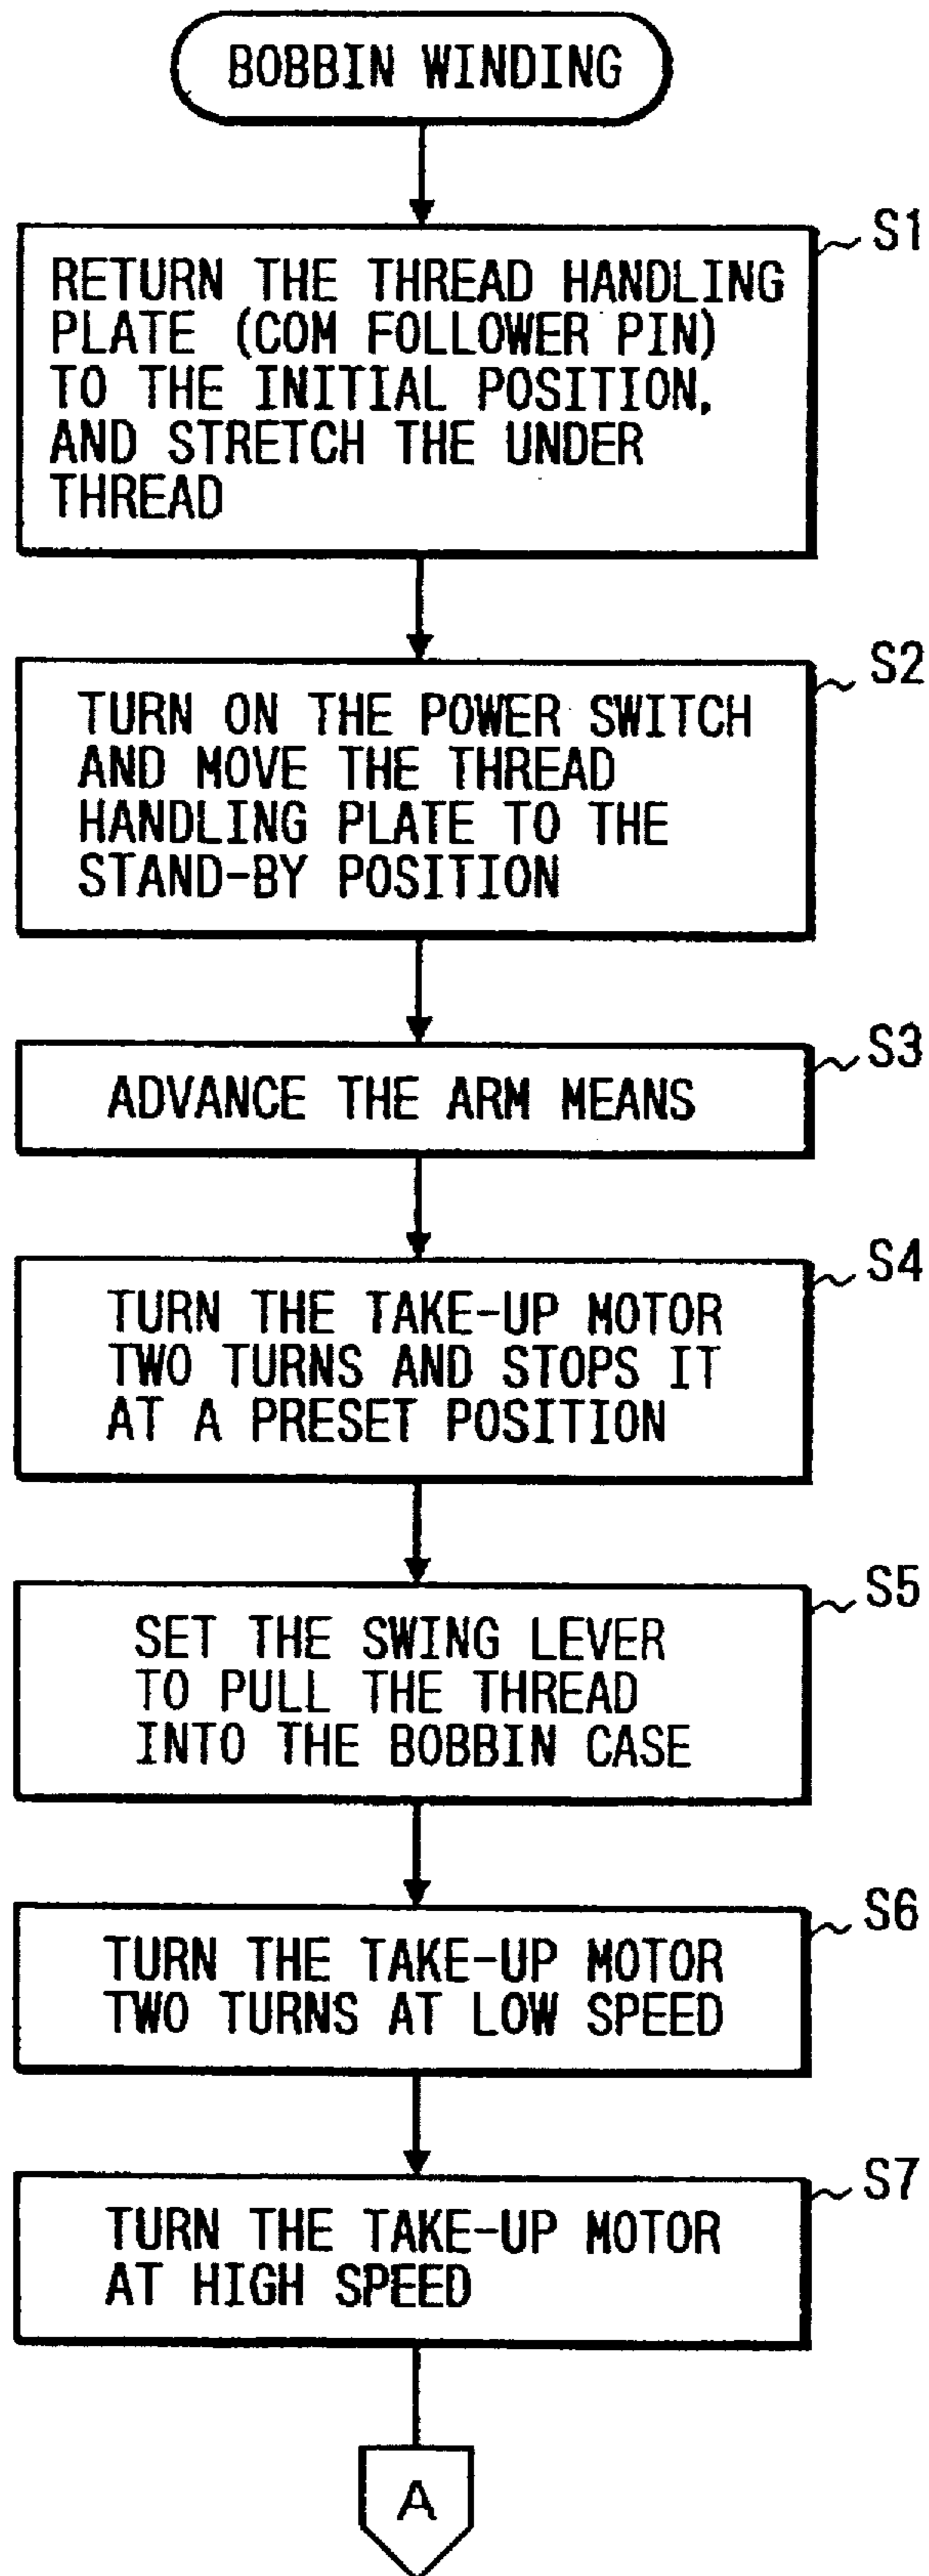 BOBBIN WINDING
S1
RETURN THE THREAD HANDLING
PLATE (COM FOLLOWER PIN)
TO THE INITIAL POSITION,
AND STRETCH THE UNDER
THREAD
S2
TURN ON THE POWER SWITCH
AND MOVE THE THREAD
HANDLING PLATE TO THE
STAND-BY POSITION
S3
ADVANCE THE ARM MEANS
S4
TURN THE TAKE-UP MOTOR
TWO TURNS AND STOPS IT
AT A PRESET POSITION
S5
SET THE SWING LEVER
TO PULL THE THREAD
INTO THE BOBBIN CASE
S6
TURN THE TAKE-UP MOTOR
TWO TURNS AT LOW SPEED
S7
TURN THE TAKE-UP MOTOR
AT HIGH SPEED
A